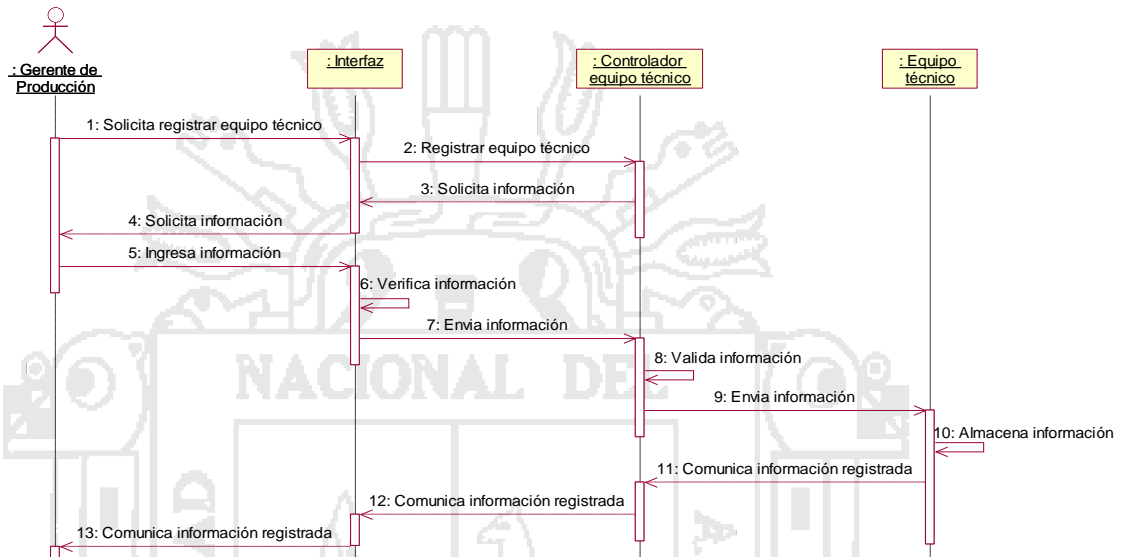 : Gerente de
Producción
: Interfaz
: Controlador
equipo técnico
: Equipo
técnico
1: Solicita registrar equipo técnico
2: Registrar equipo técnico
3: Solicita información
4: Solicita información
5: Ingresa información
6: Verifica información
7: Envia información
8: Valida información
9: Envia información
10: Almacena información
11: Comunica información registrada
12: Comunica información registrada
13: Comunica información registrada
NACIONAL DEL